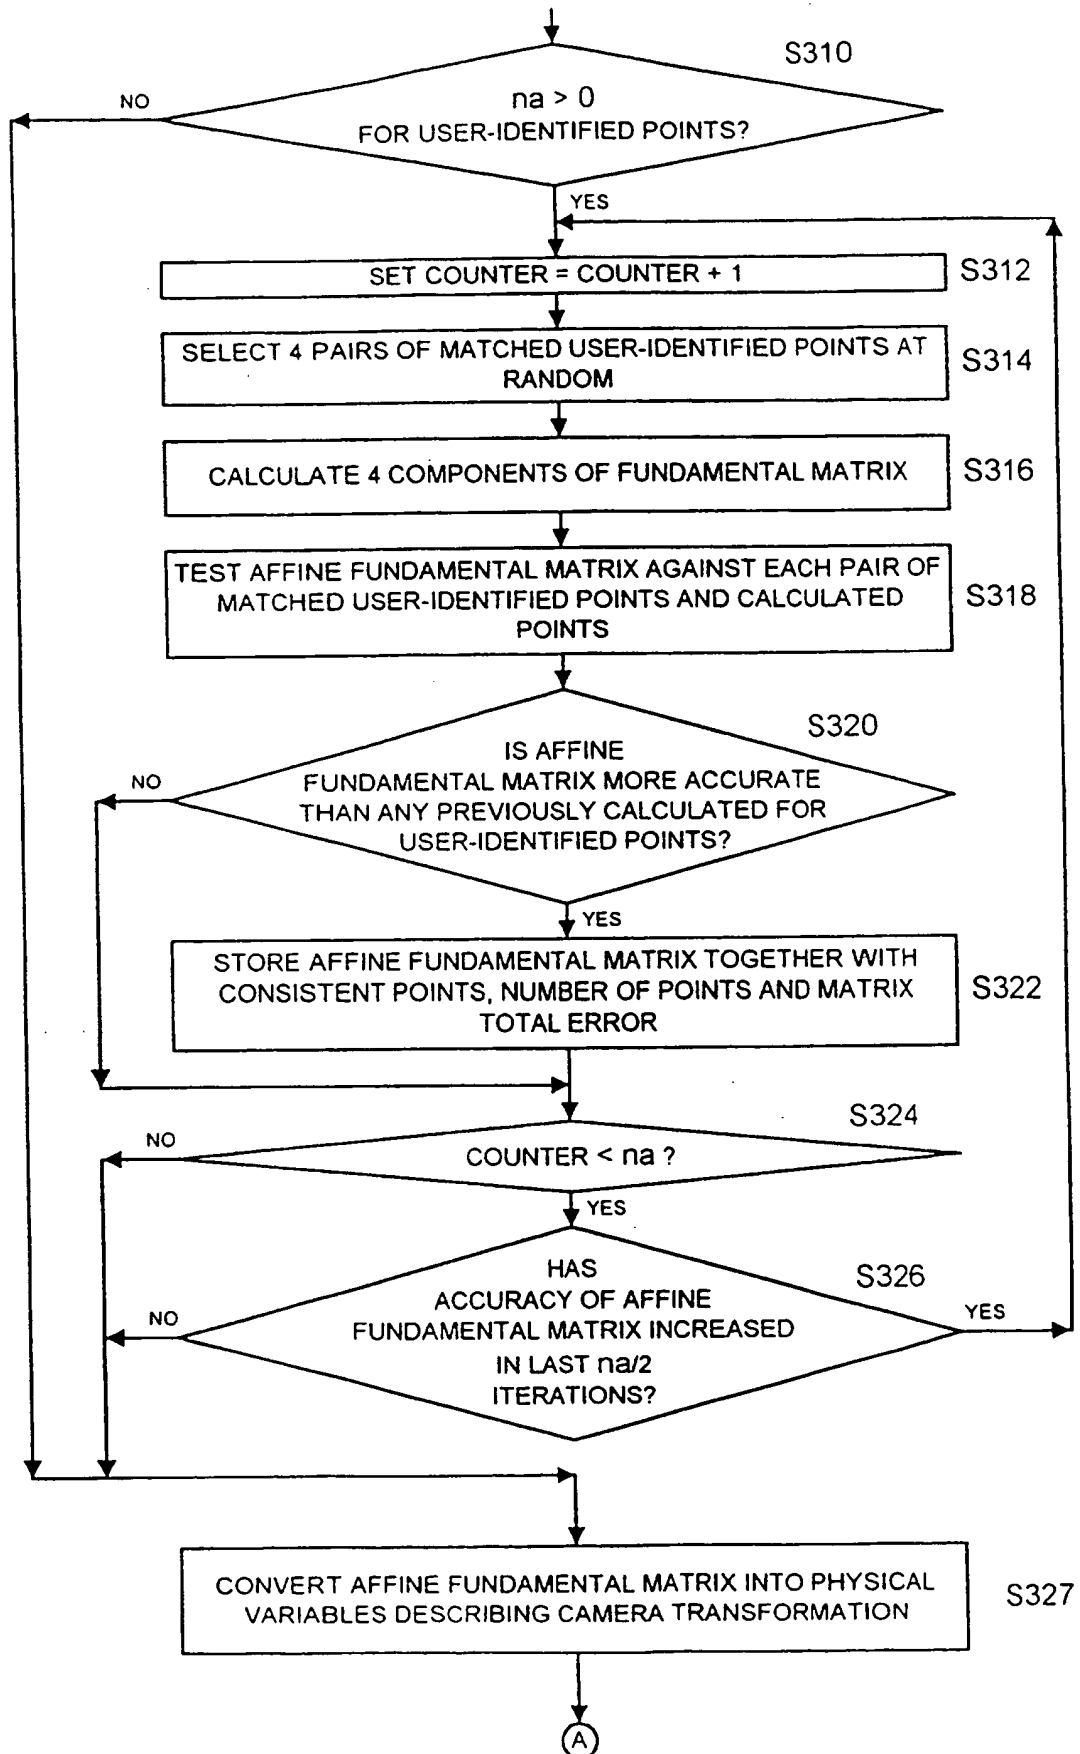 S310
NO
na > 0
FOR USER-IDENTIFIED POINTS?
YES
SET COUNTER = COUNTER + 1
S312
SELECT 4 PAIRS OF MATCHED USER-IDENTIFIED POINTS AT
RANDOM
S314
CALCULATE 4 COMPONENTS OF FUNDAMENTAL MATRIX
S316
TEST AFFINE FUNDAMENTAL MATRIX AGAINST EACH PAIR OF
MATCHED USER-IDENTIFIED POINTS AND CALCULATED
POINTS
S318
S320
NO
IS AFFINE
FUNDAMENTAL MATRIX MORE ACCURATE
THAN ANY PREVIOUSLY CALCULATED FOR
USER-IDENTIFIED POINTS?
YES
STORE AFFINE FUNDAMENTAL MATRIX TOGETHER WITH
CONSISTENT POINTS, NUMBER OF POINTS AND MATRIX
TOTAL ERROR
S322
S324
NO
COUNTER < na ?
YES
S326
HAS
ACCURACY OF AFFINE
FUNDAMENTAL MATRIX INCREASED
IN LAST na/2
ITERATIONS?
NO
YES
CONVERT AFFINE FUNDAMENTAL MATRIX INTO PHYSICAL
VARIABLES DESCRIBING CAMERA TRANSFORMATION
S327
A